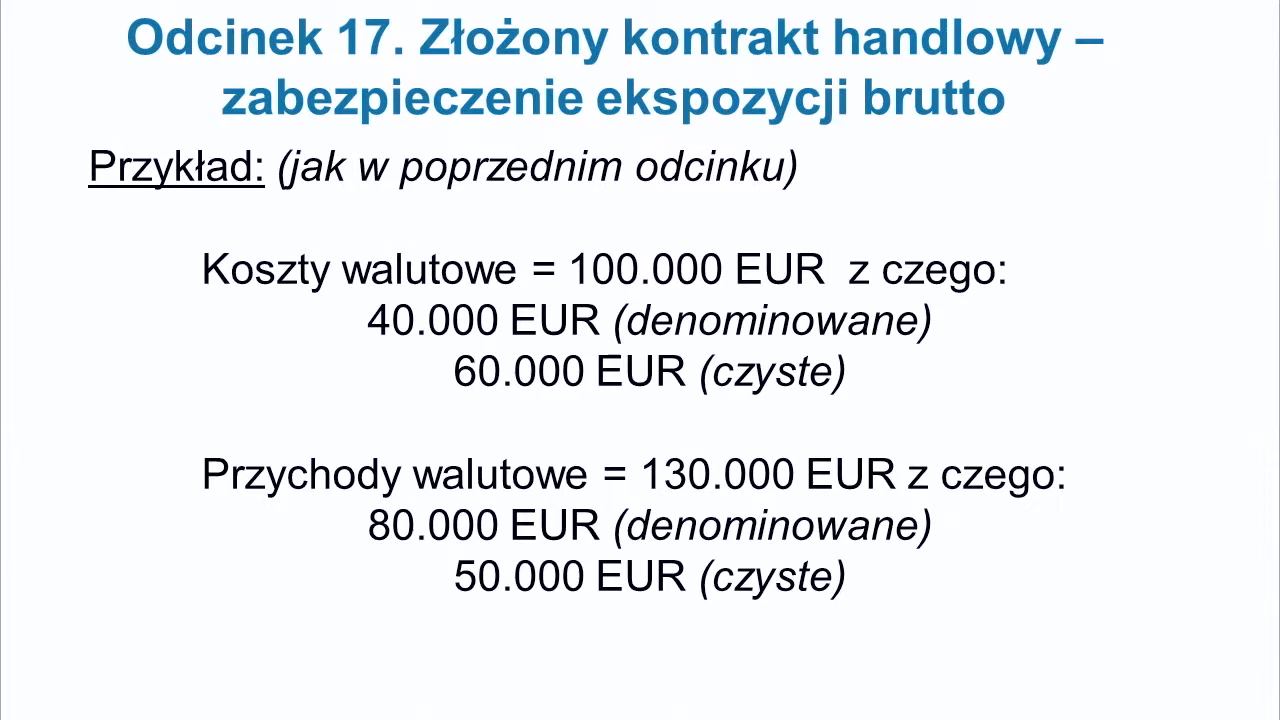 Odcinek 17. Złożony kontrakt handlowy –
zabezpieczenie ekspozycji brutto
Przykład: (jak w poprzednim odcinku)
Koszty walutowe = 100.000 EUR z czego:
40.000 EUR (denominowane)
60.000 EUR (czyste)
Przychody walutowe = 130.000 EUR z czego:
80.000 EUR (denominowane)
50.000 EUR (czyste)